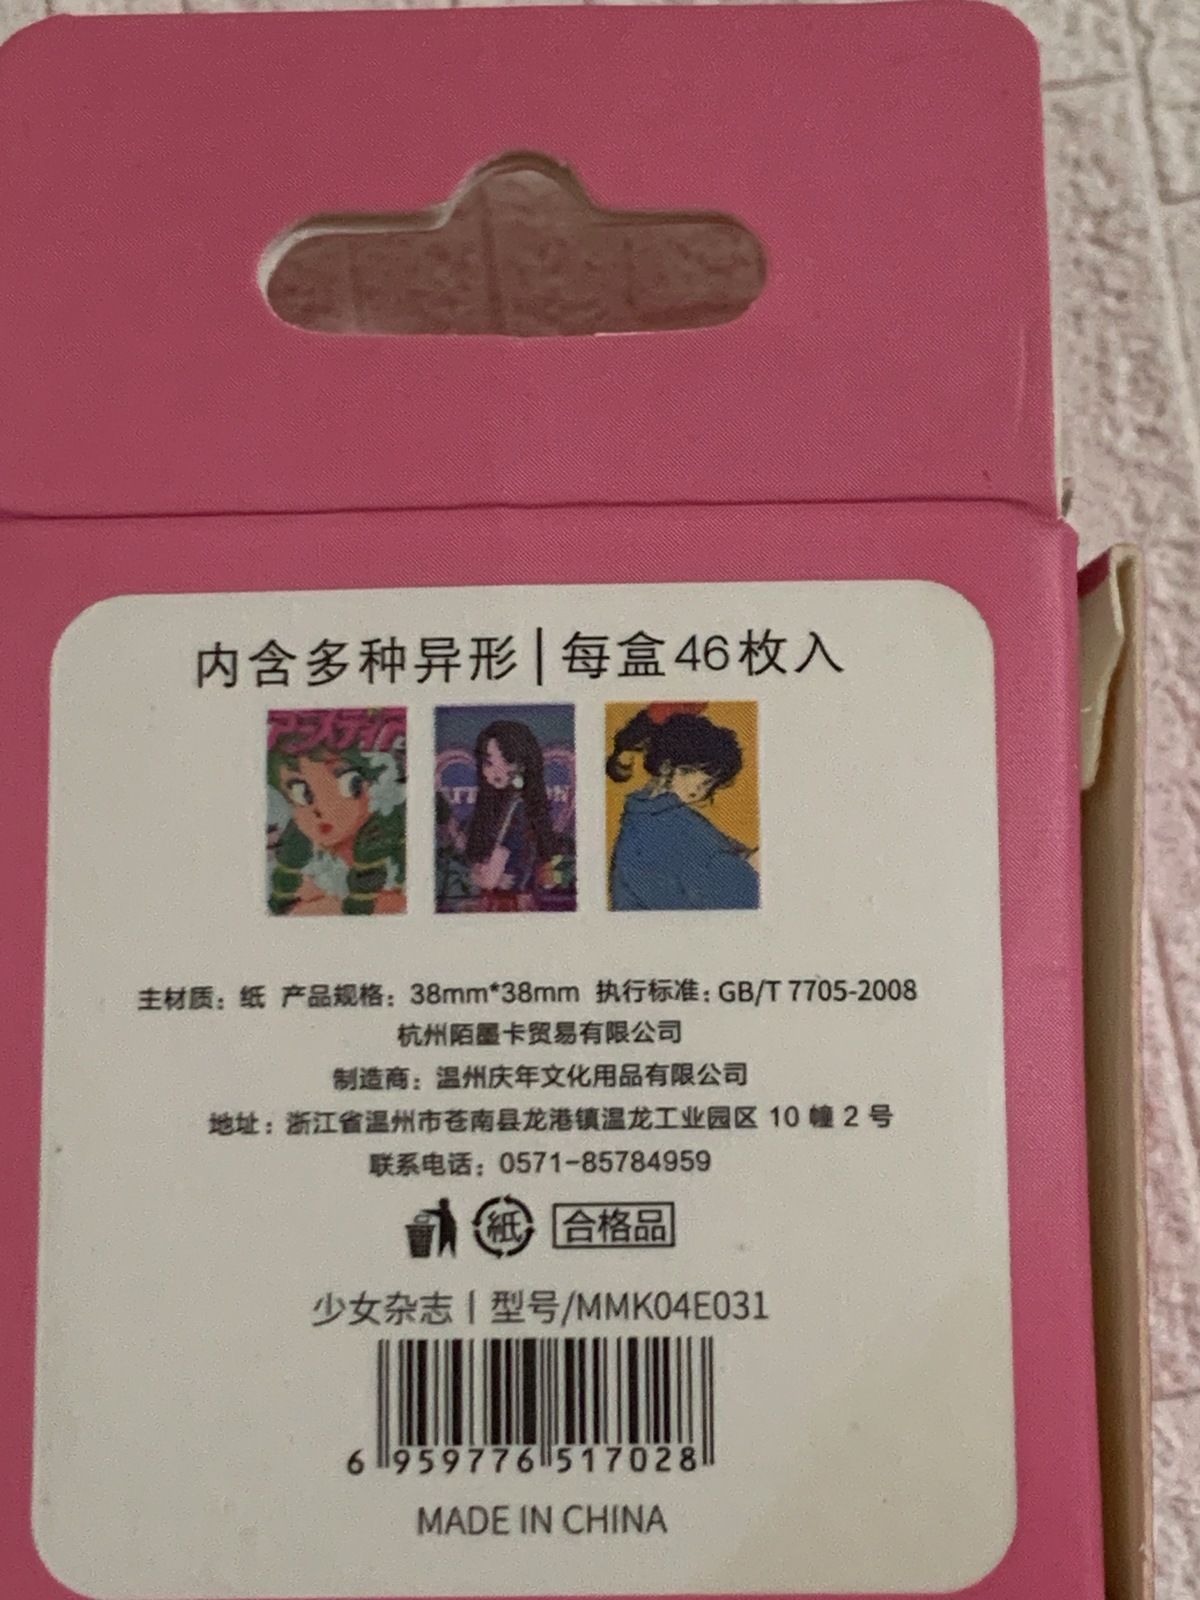 内含多种异形|每盒46枚入
主材质：纸 产品规格：38mm*38mm 执行标准：GB/T 7705-2008
杭州陌墨卡贸易有限公司
制造商：温州庆年文化用品有限公司
地址：浙江省温州市苍南县龙港镇温龙工业园区 10 幢 2 号
联系电话：0571-85784959
紙 合格品
少女杂志 | 型号/MMK04E031
6 959776 517028
MADE IN CHINA